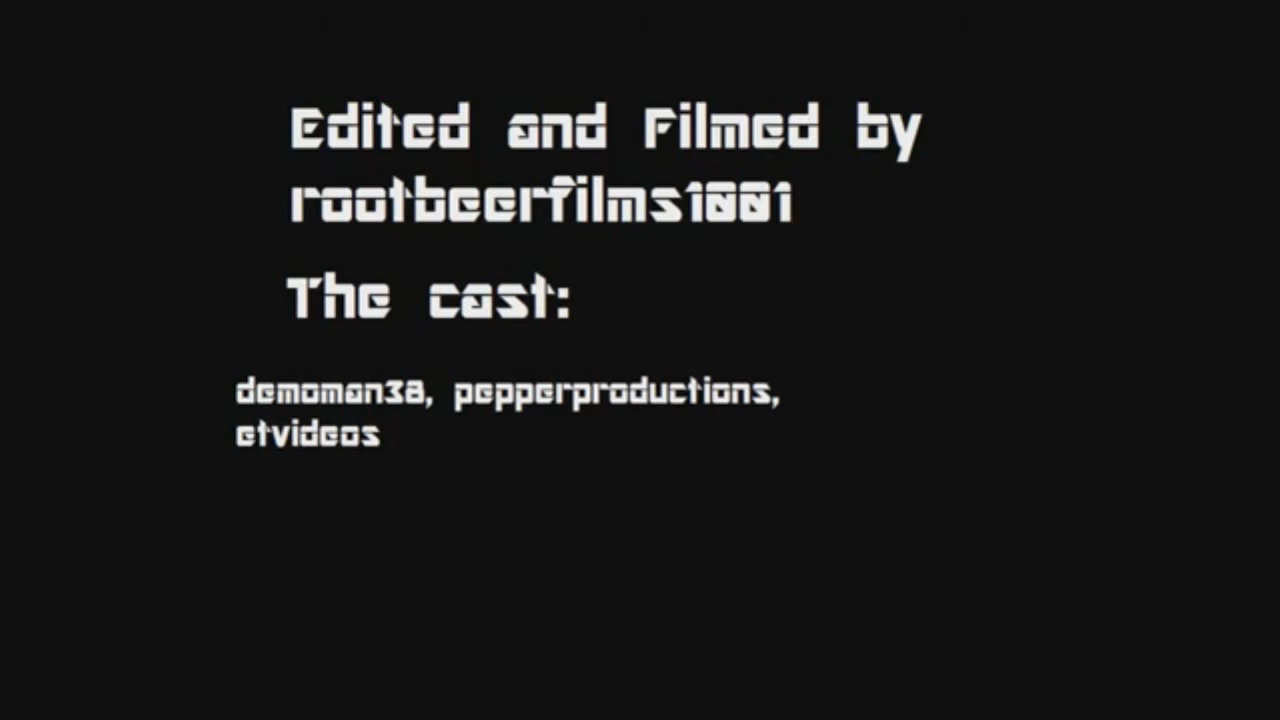 Edited and Filmed by
rootbeerfilms1001
The cast:
demoman38, pepperproductions,
etvideos